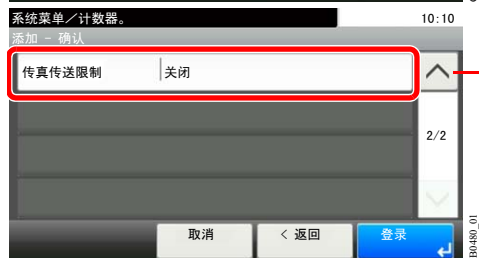 系统菜单／计数器。 10:10
添加 - 确认
传真传送限制 关闭
2/2
取消 < 返回 登录
B0480_01